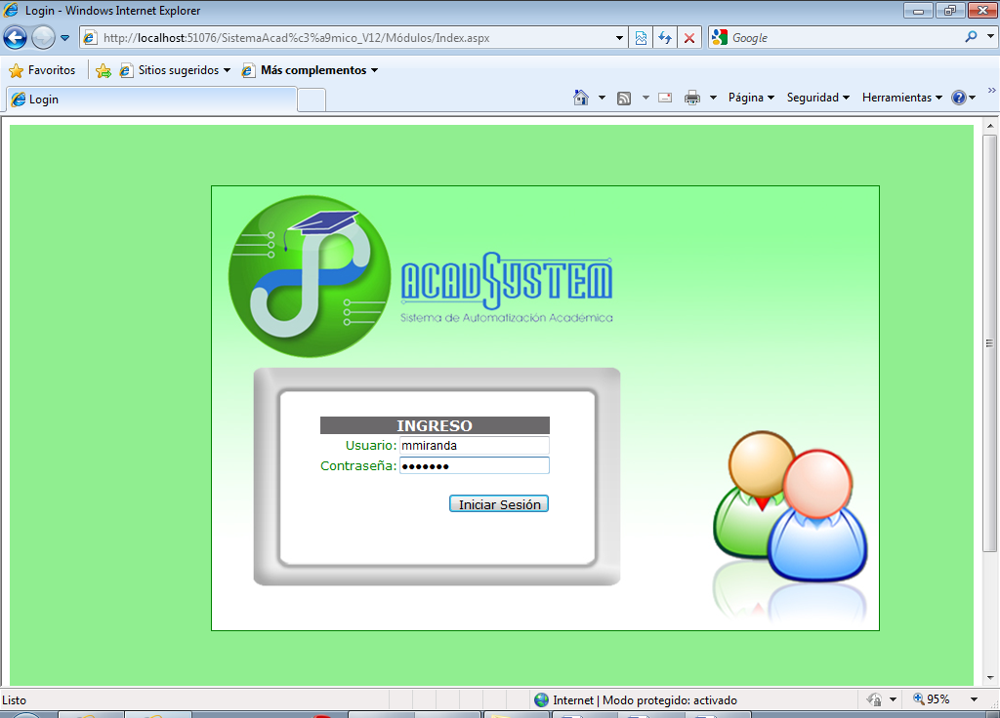 Login - Windows Internet Explorer
http://localhost:51076/SistemaAcad%c3%a9mico_V12/Módulos/Index.aspx
Google
Favoritos
Sitios sugeridos
Más complementos
Login
Página
Seguridad
Herramientas
»
ACADSYSTEM
Sistema de Automatización Académica
INGRESO
Usuario: mmiranda
Contraseña: •••••••
Iniciar Sesión
Listo
Internet | Modo protegido: activado
95%